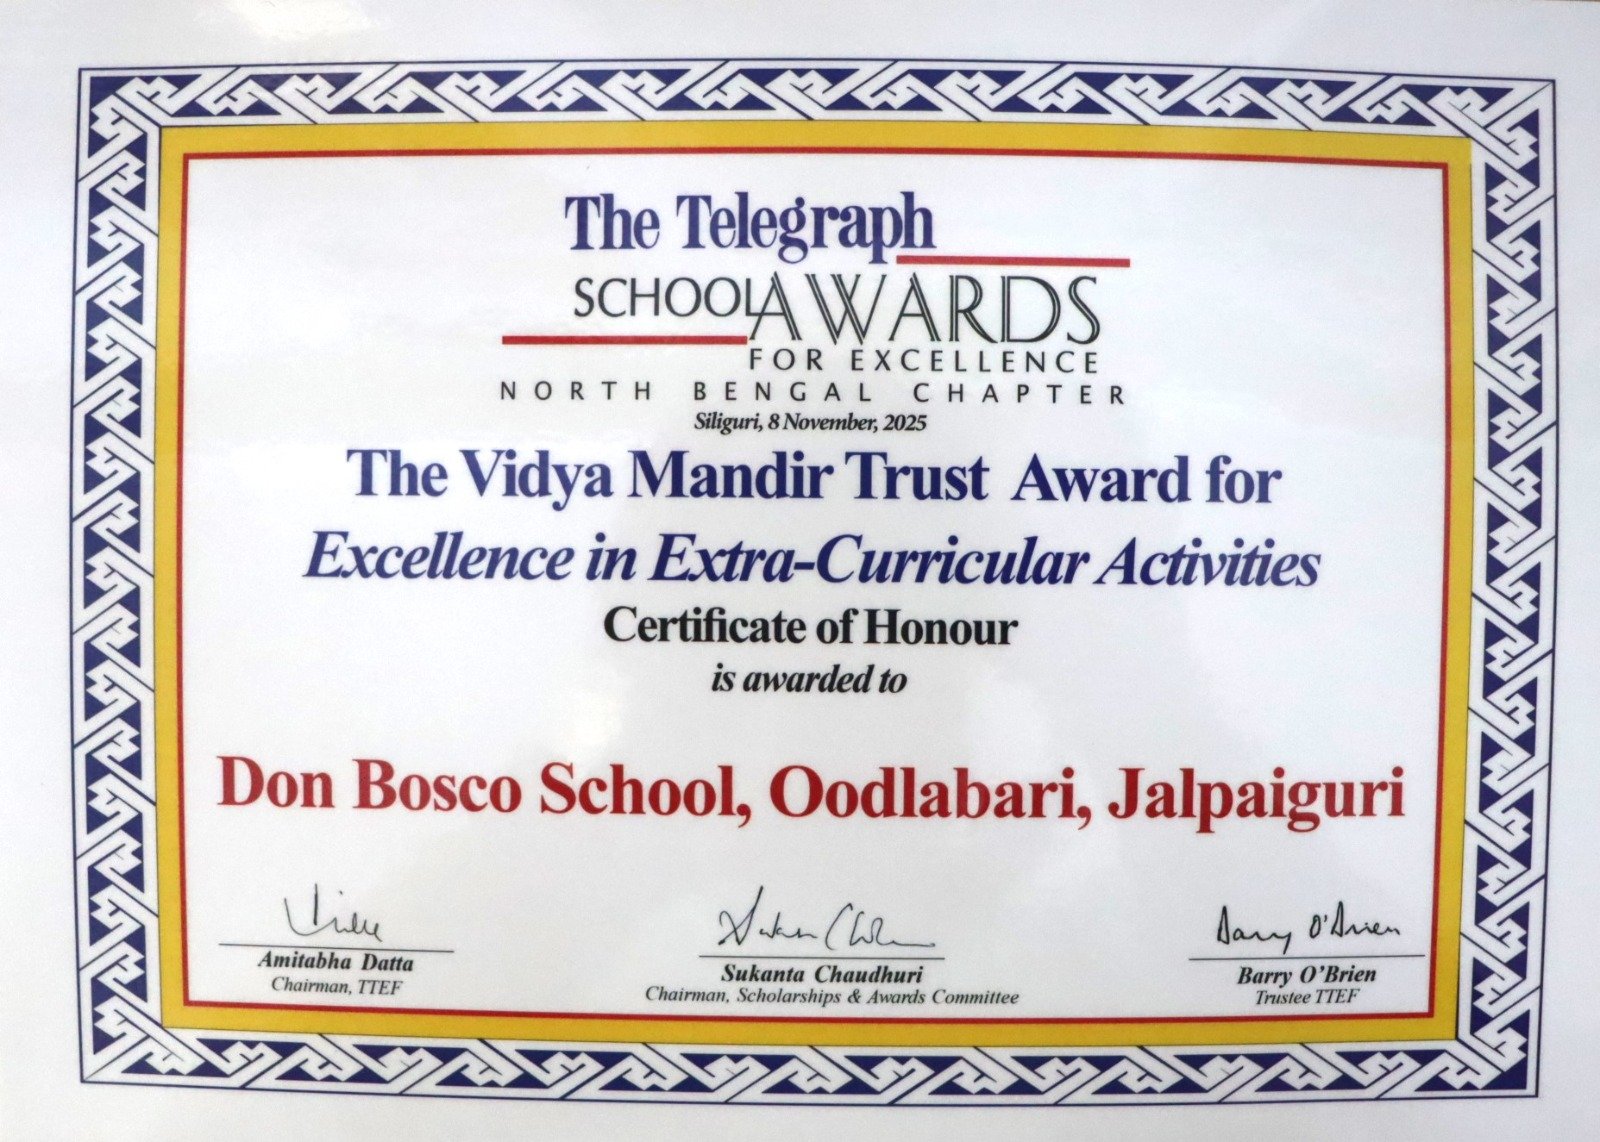 The Telegraph
SCHOOL AWARDS
FOR EXCELLENCE
NORTH BENGAL CHAPTER
Siliguri, 8 November, 2025
The Vidya Mandir Trust Award for
Excellence in Extra-Curricular Activities
Certificate of Honour
is awarded to
Don Bosco School, Oodlabari, Jalpaiguri
Barry O'Brien
Amitabha Datta
Chairman, TTEF
Sukanta Chaudhuri
Chairman, Scholarships & Awards Committee
Barry O'Brien
Trustee TTEF